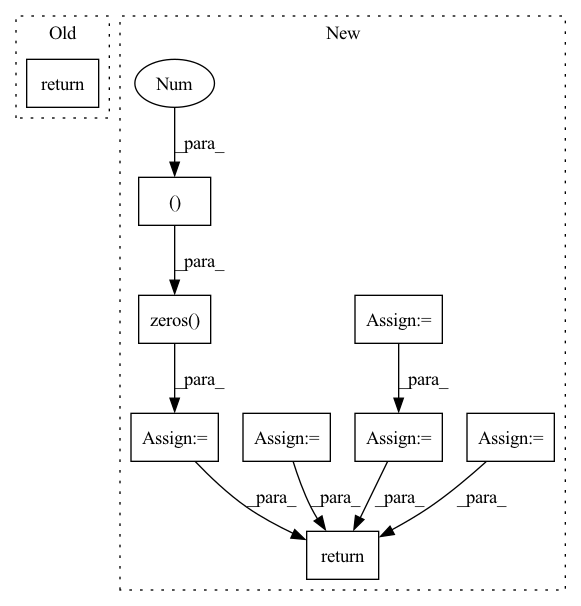 Old
New
return
Num
_para_
()
_para_
zeros()
Assign:=
_para_
_para_
Assign:=
Assign:=
Assign:=
Assign:=
_para_
_para_
_para_
_para_
return